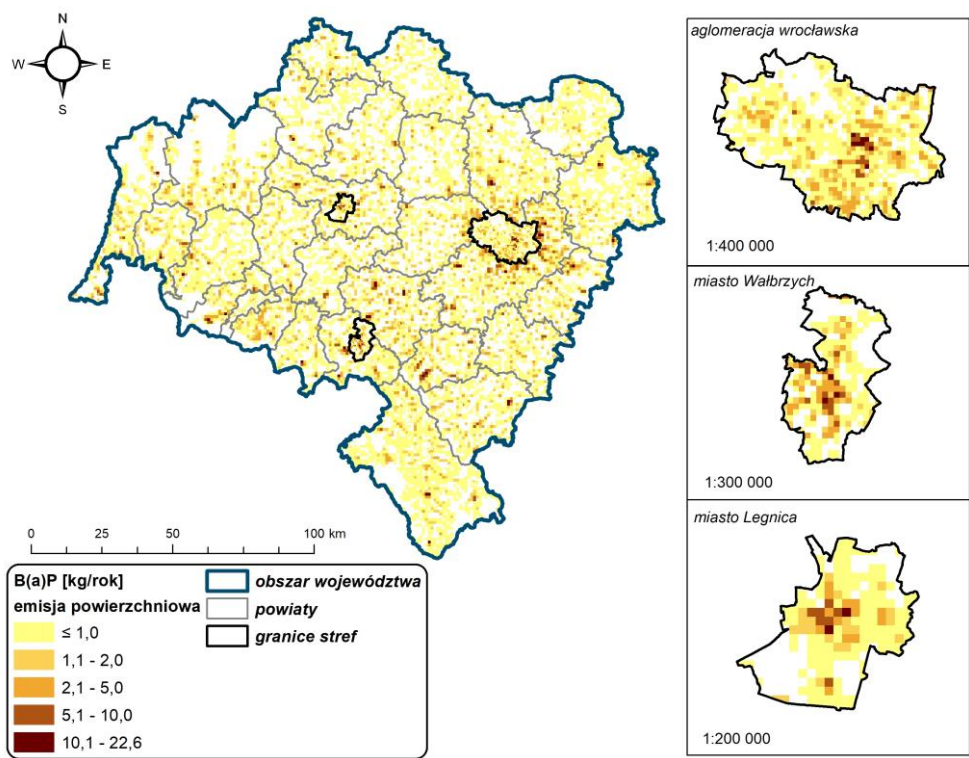 N
W
E
S
0
25
50
75
100 km
B(a)P [kg/rok]
emisja powierzchniowa
≤ 1,0
1,1 - 2,0
2,1 - 5,0
5,1 - 10,0
10,1 - 22,6
obszar województwa
powiaty
granice stref
aglomeracja wrocławska
1:400 000
miasto Wałbrzych
1:300 000
miasto Legnica
1:200 000